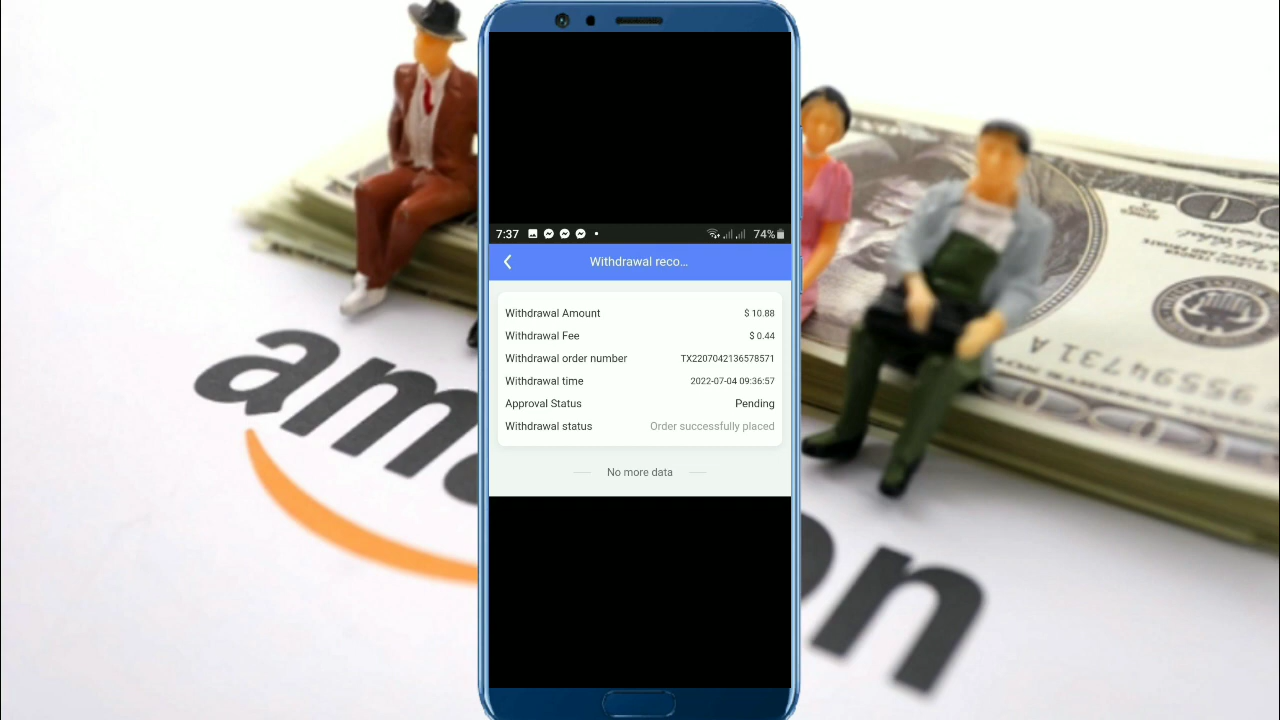 7:37
74%
Withdrawal reco...
Withdrawal Amount $ 10.88
Withdrawal Fee $ 0.44
Withdrawal order number TX2207042136578571
Withdrawal time 2022-07-04 09:36:57
Approval Status Pending
Withdrawal status Order successfully placed
No more data